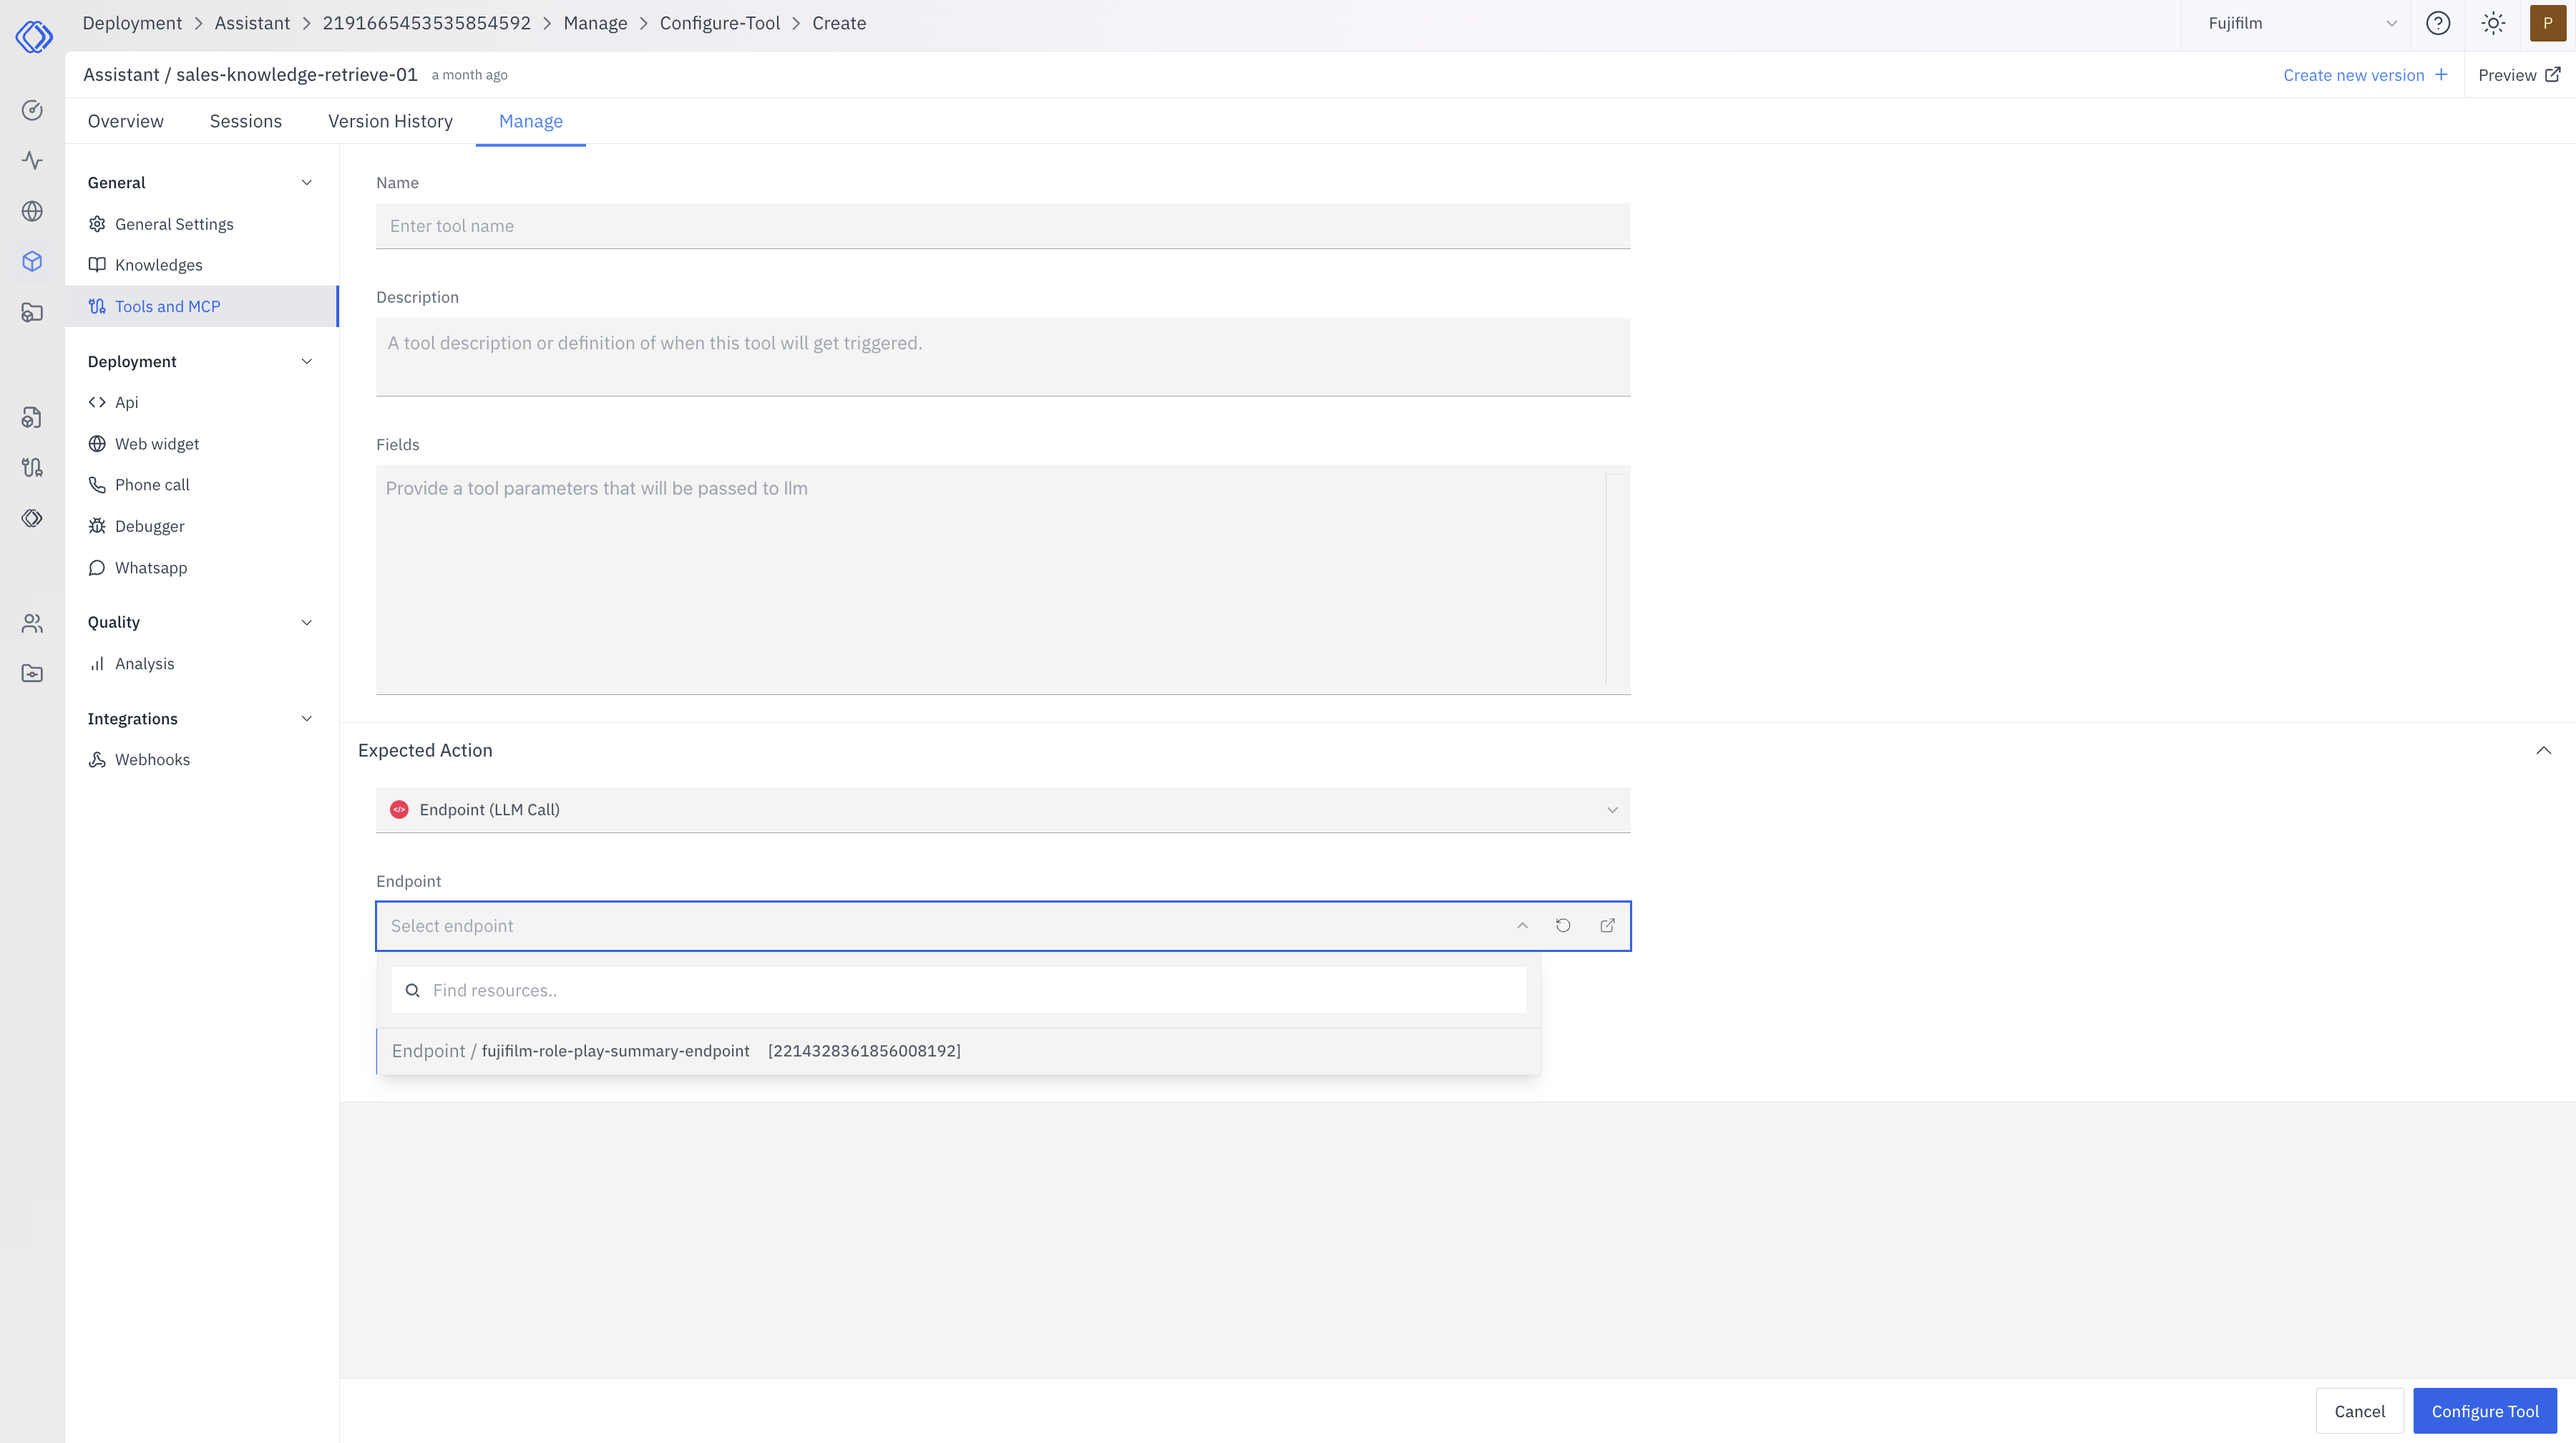 Deployment > Assistant > 2191665453535854592 > Manage > Configure-Tool > Create
Fujifilm
P
Assistant / sales-knowledge-retrieve-01 a month ago
Create new version +
Preview
Overview Sessions Version History Manage
General
General Settings
Knowledges
Tools and MCP
Deployment
Api
Web widget
Phone call
Debugger
Whatsapp
Quality
Analysis
Integrations
Webhooks
Name
Enter tool name
Description
A tool description or definition of when this tool will get triggered.
Fields
Provide a tool parameters that will be passed to llm
Expected Action
Endpoint (LLM Call)
Endpoint
Select endpoint
Find resources..
Endpoint / fujifilm-role-play-summary-endpoint [2214328361856008192]
Cancel
Configure Tool